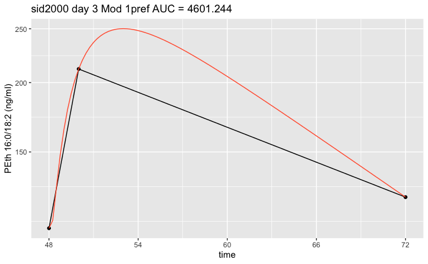 sid2000 day 3 Mod 1pref AUC = 4601.244
PEth 16:0/18:2 (ng/ml)
250
200
150
48
54
60
66
72
time